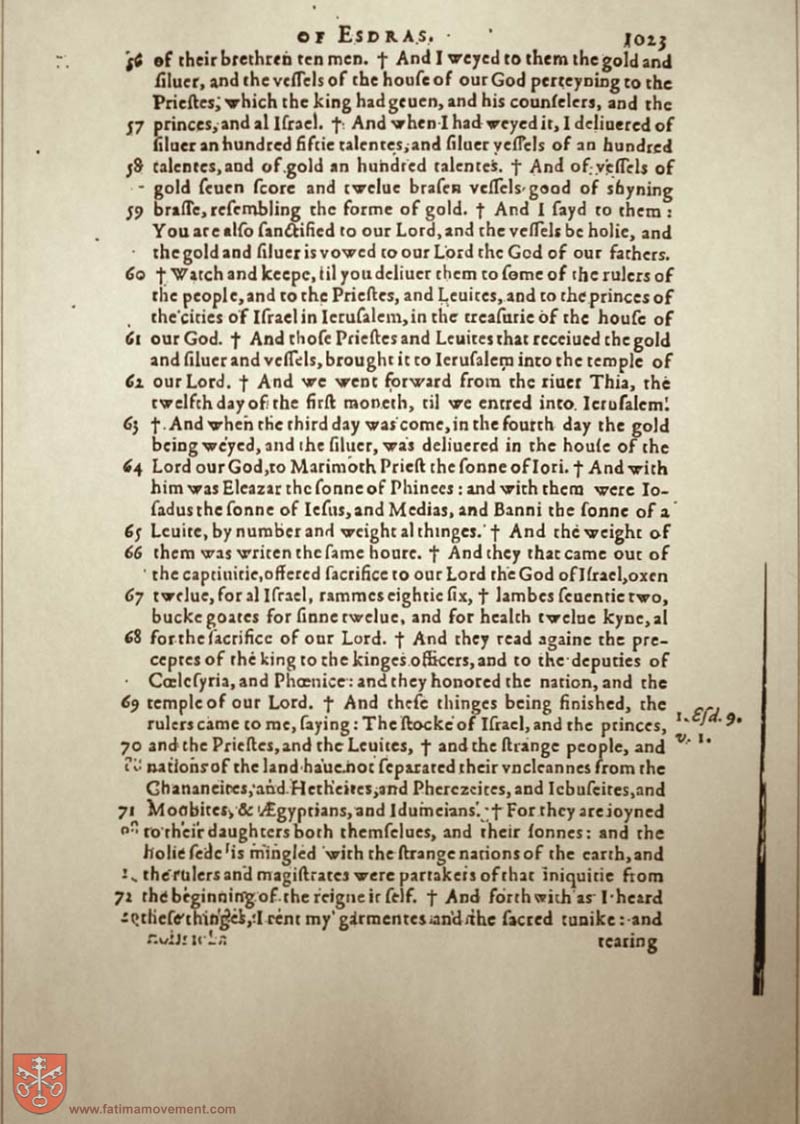 OF ESDRAS. 1023
56 of their brethren ten men. † And I weyed to them the gold and
ſiluer, and the veſſels of the houſe of our God perteyning to the
Prieſtes, which the king had geuen, and his counſelers, and the
57 princes, and al Iſrael. † And when I had weyed it, I deliuered of
ſiluer an hundred fiftie talentes, and ſiluer veſſels of an hundred
58 talentes, and of gold an hundred talentes. † And of veſſels of
gold ſeuen ſcore and twelue braſen veſſels good of shyning
59 braſſe, reſembling the forme of gold. † And I ſayd to them:
You are alſo ſanctified to our Lord, and the veſſels be holie, and
the gold and ſiluer is vowed to our Lord the God of our fathers.
60 † Watch and keepe, til you deliuer them to ſome of the rulers of
the people, and to the Prieſtes, and Leuites, and to the princes of
the cities of Iſrael in Ieruſalem, in the treaſurie of the houſe of
61 our God. † And thoſe Prieſtes and Leuites that receiued the gold
and ſiluer and veſſels, brought it to Ieruſalem into the temple of
62 our Lord. † And we went forward from the riuer Thia, the
twelfth day of the firſt moneth, til we entred into Ieruſalem.
63 † And when the third day was come, in the fourth day the gold
being weyed, and the ſiluer, was deliuered in the houſe of the
64 Lord our God, to Marimoth Prieſt the ſonne of Iori. † And with
him was Eleazar the ſonne of Phinees: and with them were Io-
ſadus the ſonne of Ieſus, and Medias, and Banni the ſonne of a
65 Leuite, by number and weight al thinges. † And the weight of
66 them was writen the ſame houre. † And they that came out of
the captiuitie, offered ſacrifice to our Lord the God of Iſrael, oxen
67 twelue, for al Iſrael, rammes eightie ſix, † lambes ſeuentie two,
bucke goates for ſinne twelue, and for health twelue kyne, al
68 for the ſacrifice of our Lord. † And they read againe the pre-
ceptes of the king to the kinges officers, and to the deputies of
Cœleſyria, and Phœnice: and they honored the nation, and the
69 temple of our Lord. † And theſe thinges being finished, the
rulers came to me, ſaying: The ſtocke of Iſrael, and the princes,
1. Eſd. 9.
v. 1.
70 and the Prieſtes, and the Leuites, † and the ſtrange people, and
nations of the land haue not ſeparated their vncleannes from the
Chananeites, and Hetheites, and Pherezeites, and Iebuſeites, and
71 Moabites, & Ægyptians, and Idumeians. † For they are ioyned
to their daughters both themſelues, and their ſonnes: and the
holie ſede is mingled with the ſtrange nations of the earth, and
the rulers and magiſtrates were partakers of that iniquitie from
72 the beginning of the reigne it ſelf. † And forthwith as I heard
theſe thinges, I rent my garmentes and the ſacred tunike: and
tearing
www.fatimamovement.com